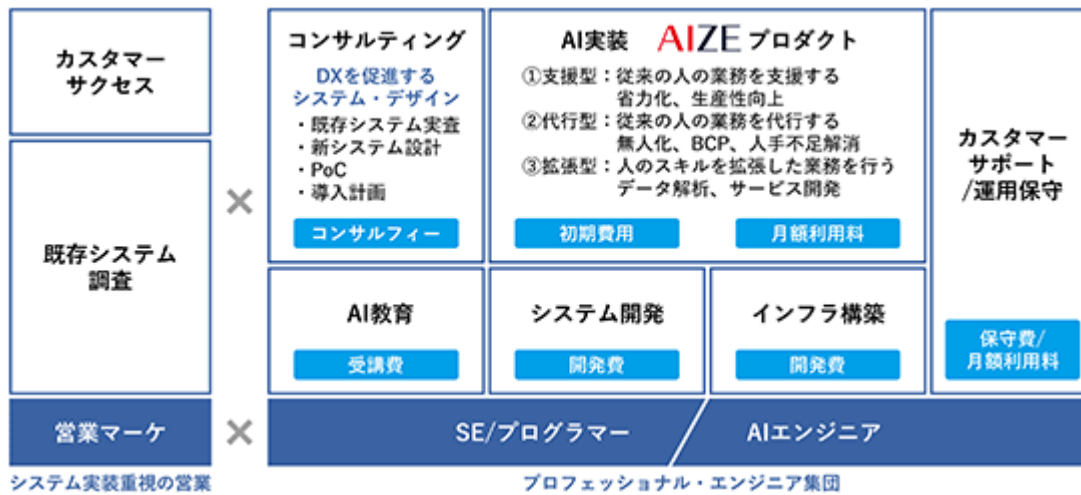 カスタマー
サクセス
既存システム
調査
営業マーケ
システム実装重視の営業
×
×
コンサルティング
DXを促進する
システム・デザイン
・既存システム実査
・新システム設計
・PoC
・導入計画
コンサルフィー
AI実装 AIZE プロダクト
①支援型：従来の人の業務を支援する
省力化、生産性向上
②代行型：従来の人の業務を代行する
無人化、BCP、人手不足解消
③拡張型：人のスキルを拡張した業務を行う
データ解析、サービス開発
初期費用
月額利用料
AI教育
受講費
システム開発
開発費
インフラ構築
開発費
カスタマー
サポート
/運用保守
保守費/
月額利用料
SE/プログラマー
AIエンジニア
プロフェッショナル・エンジニア集団